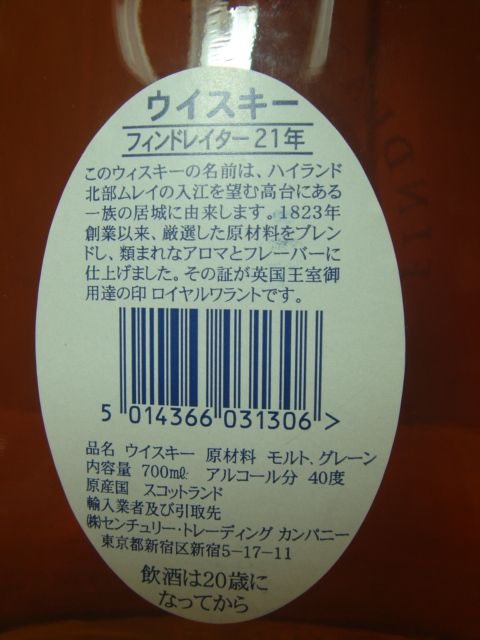 ウイスキー
フィンドレイター21年
このウィスキーの名前は、ハイランド
北部ムレイの入江を望む高台にある
一族の居城に由来します。1823年
創業以来、厳選した原材料をブレン
ドし、類まれなアロマとフレーバーに
仕上げました。その証が英国王室御
用達の印 ロイヤルワラントです。
5 014366 031306 >
品名 ウイスキー 原材料 モルト、グレーン
内容量 700mℓ アルコール分 40度
原産国 スコットランド
輸入業者及び引取先
㈱センチュリー・トレーディング カンパニー
東京都新宿区新宿5-17-11
飲酒は20歳に
なってから